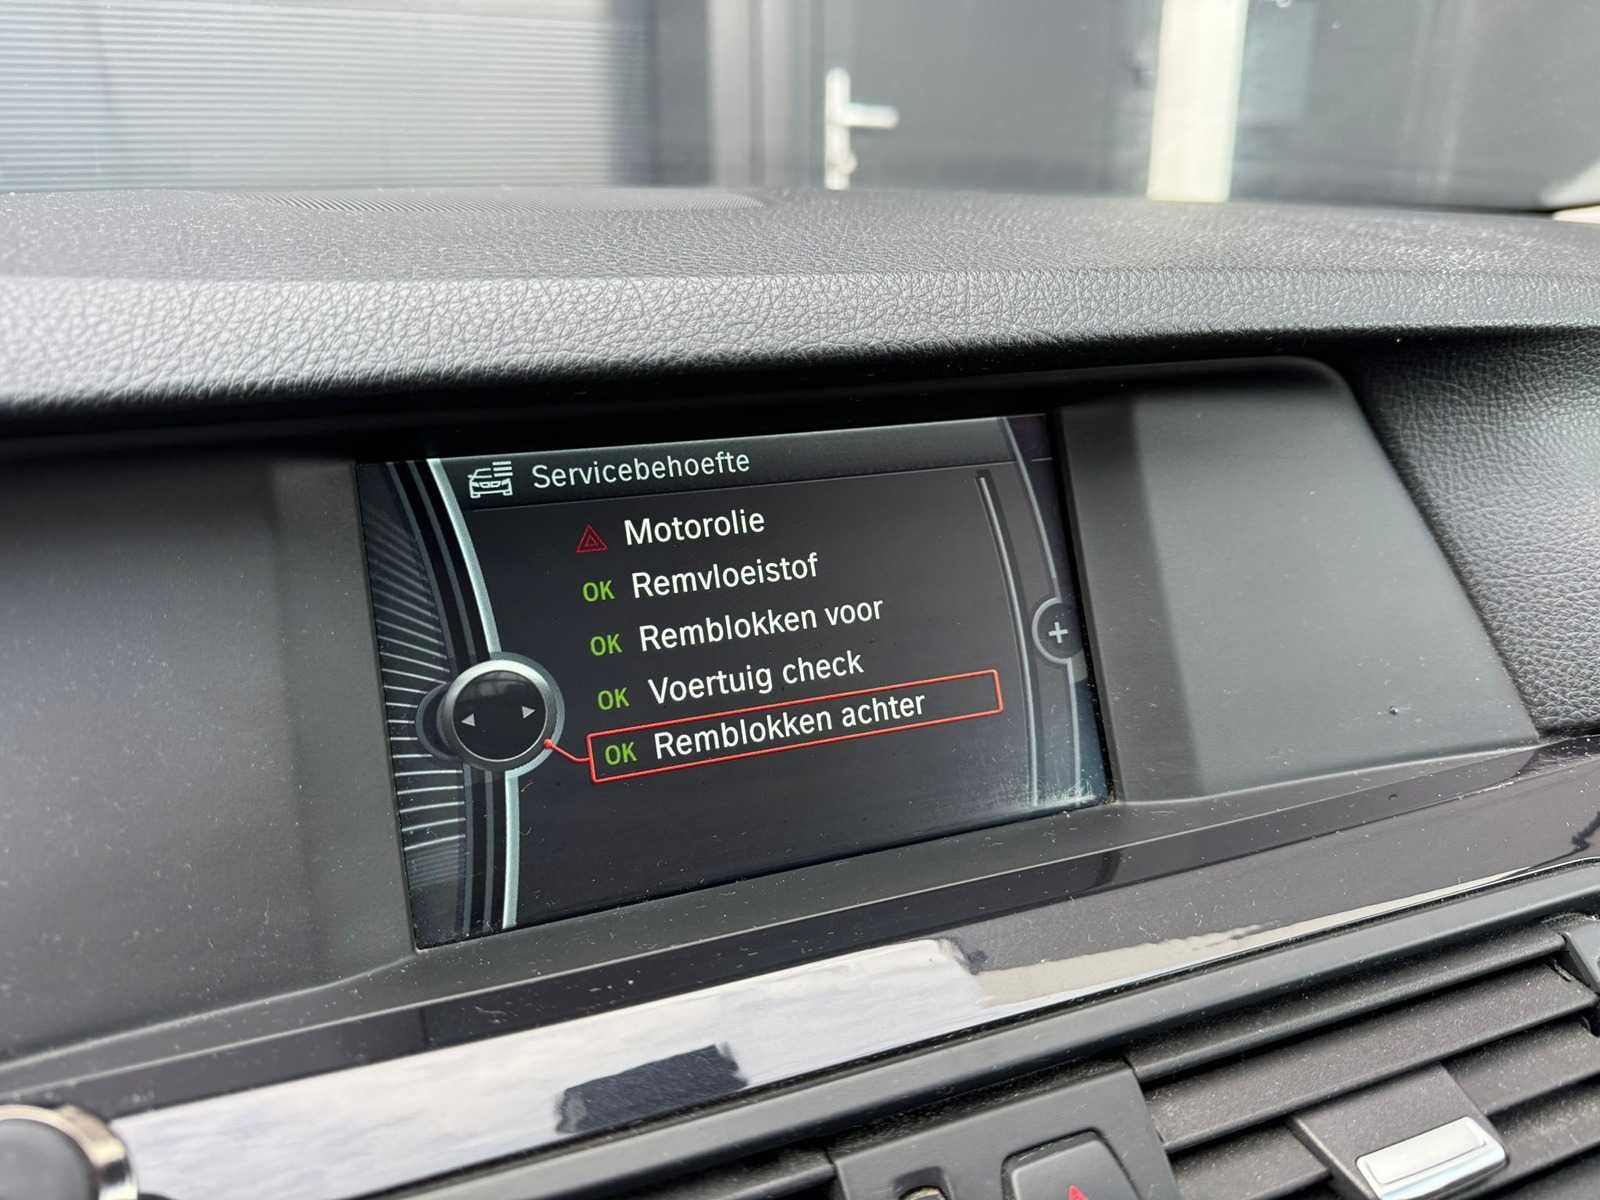 Servicebehoefte
Motorolie
OK Remvloeistof
OK Remblokken voor
OK Voertuig check
OK Remblokken achter